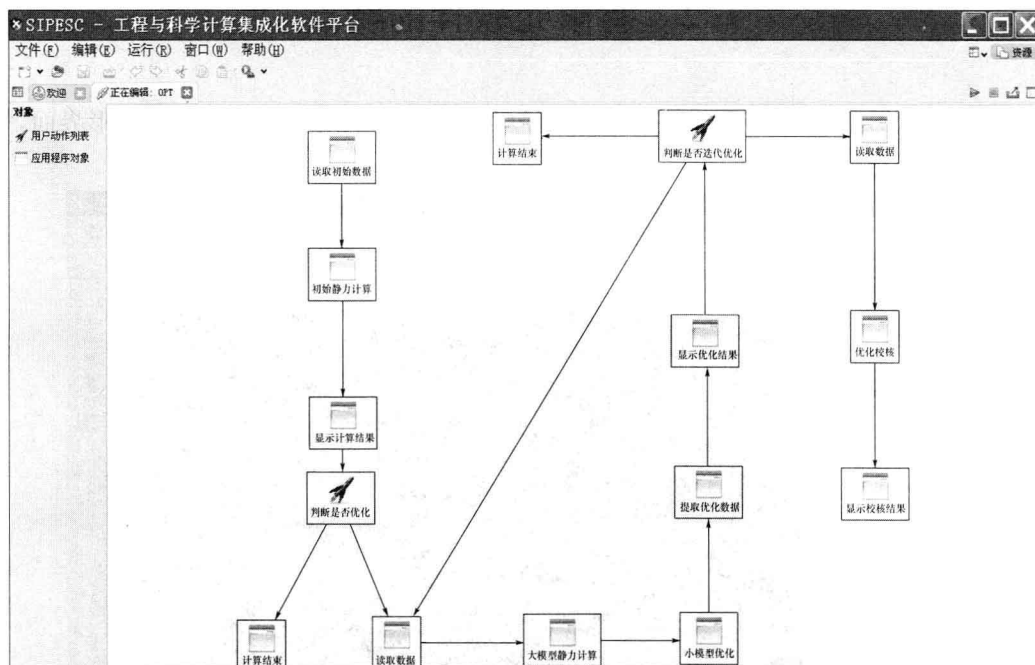 SIPESC - 工程与科学计算集成化软件平台
文件(F) 编辑(E) 运行(R) 窗口(W) 帮助(H)
资源
欢迎 正在编辑: OPT
对象
用户动作列表
应用程序对象
读取初始数据
初始静力计算
显示计算结果
判断是否优化
计算结束
读取数据
大模型静力计算
小模型优化
提取优化数据
显示优化结果
判断是否迭代优化
计算结束
读取数据
优化校核
显示校核结果